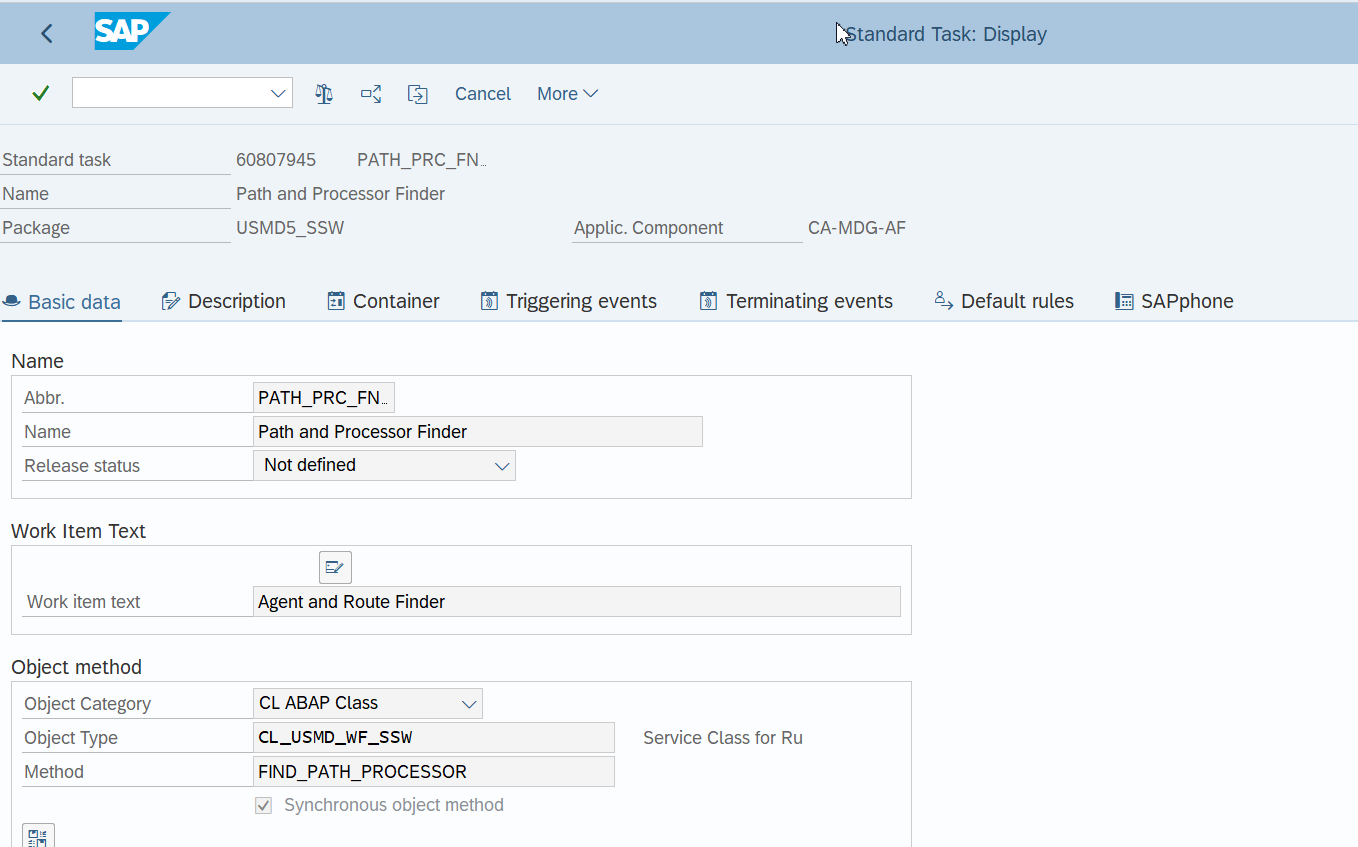 SAP
Standard Task: Display
Cancel More
Standard task 60807945 PATH_PRC_FN…
Name Path and Processor Finder
Package USMD5_SSW Applic. Component CA-MDG-AF
Basic data Description Container Triggering events Terminating events Default rules SAPphone
Name
Abbr. PATH_PRC_FN…
Name Path and Processor Finder
Release status Not defined
Work Item Text
Work item text Agent and Route Finder
Object method
Object Category CL ABAP Class
Object Type CL_USMD_WF_SSW Service Class for Ru
Method FIND_PATH_PROCESSOR
Synchronous object method